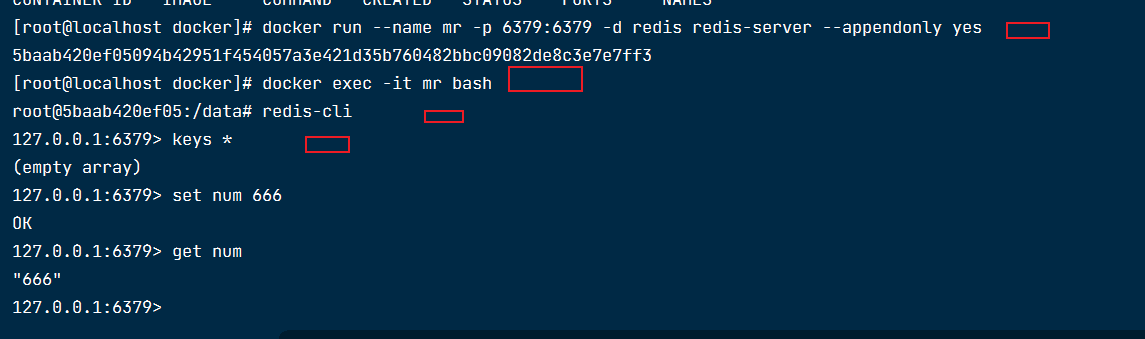 CONTAINER ID   IMAGE     COMMAND   CREATED   STATUS    PORTS     NAMES
[root@localhost docker]# docker run --name mr -p 6379:6379 -d redis redis-server --appendonly yes
5baab420ef05094b42951f454057a3e421d35b760482bbc09082de8c3e7e7ff3
[root@localhost docker]# docker exec -it mr bash
root@5baab420ef05:/data# redis-cli
127.0.0.1:6379> keys *
(empty array)
127.0.0.1:6379> set num 666
OK
127.0.0.1:6379> get num
"666"
127.0.0.1:6379>